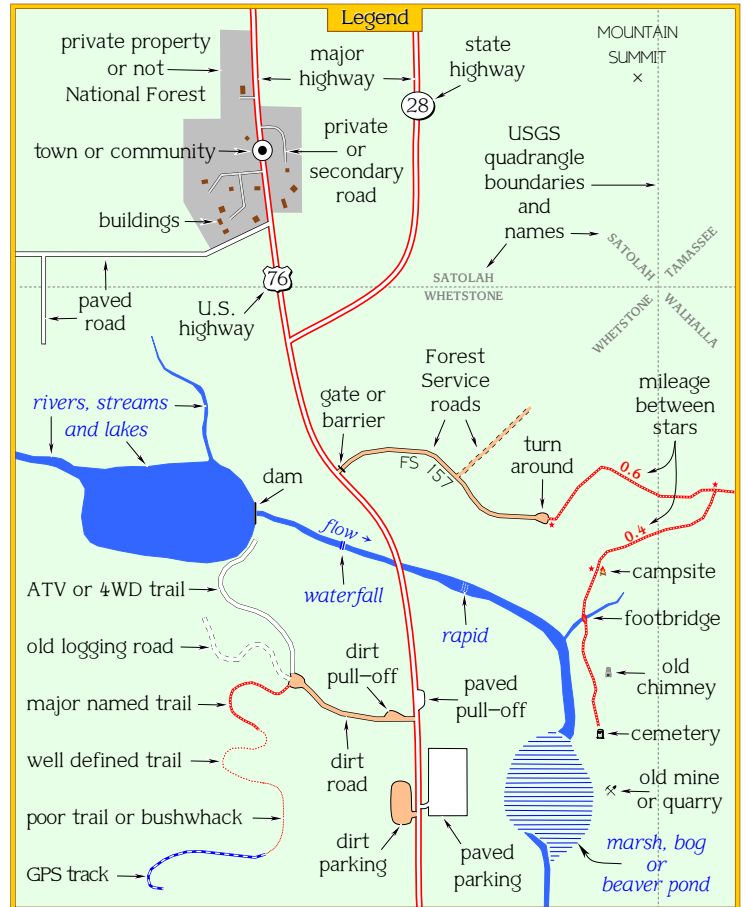 Legend
private property
or not
National Forest
major
highway
state
highway
28
MOUNTAIN
SUMMIT
town or community
private
or
secondary
road
USGS
quadrangle
boundaries
and
names
buildings
SATOLAH
TAMASSEE
WHETSTONE
WALHALLA
SATOLAH
WHETSTONE
76
U.S.
highway
paved
road
rivers, streams
and lakes
gate or
barrier
Forest
Service
roads
FS 157
turn
around
mileage
between
stars
0.6
0.4
dam
flow
waterfall
rapid
ATV or 4WD trail
old logging road
major named trail
well defined trail
poor trail or bushwhack
GPS track
dirt
pull-off
paved
pull-off
dirt
road
dirt
parking
paved
parking
campsite
footbridge
old
chimney
cemetery
old mine
or quarry
marsh, bog
or
beaver pond